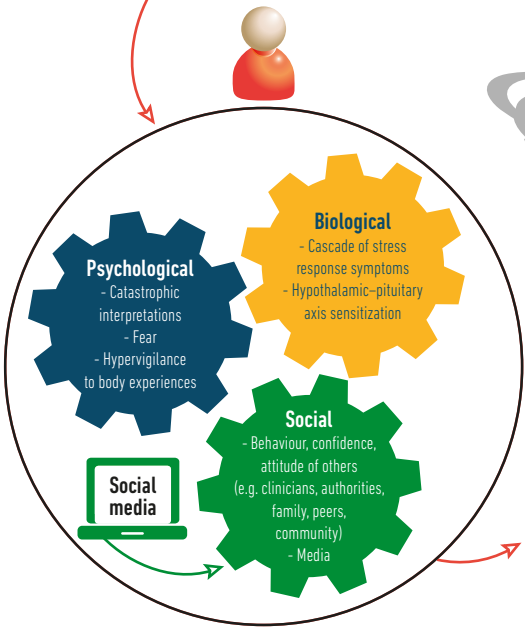 Biological
- Cascade of stress
response symptoms
- Hypothalamic–pituitary
axis sensitization
Psychological
- Catastrophic
interpretations
- Fear
- Hypervigilance
to body experiences
Social
- Behaviour, confidence,
attitude of others
(e.g. clinicians, authorities,
family, peers,
community)
- Media
Social
media